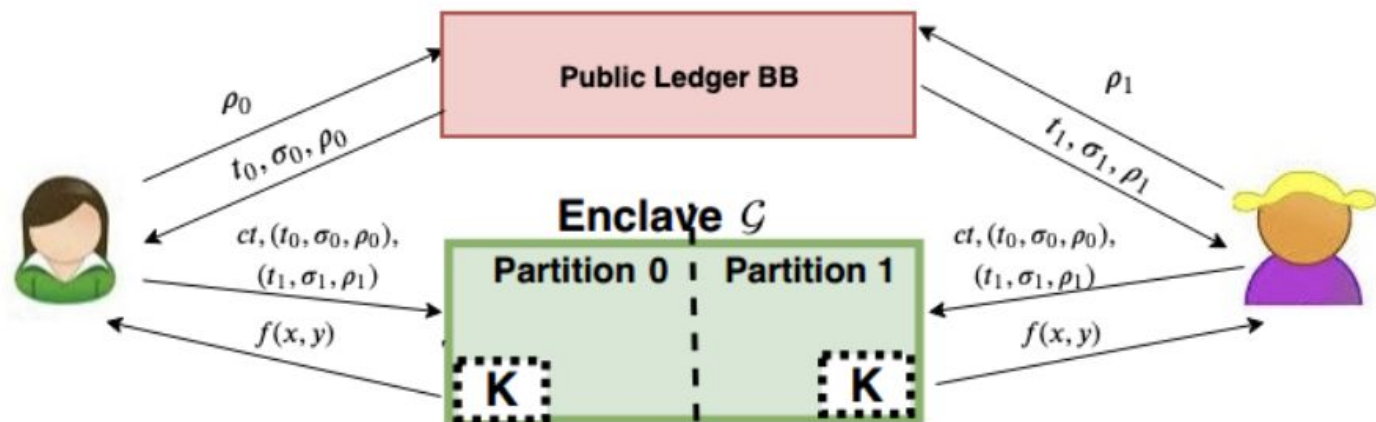 Public Ledger BB
ρ₀
t₀, σ₀, ρ₀
ρ₁
t₁, σ₁, ρ₁
Enclave 𝒢
Partition 0
Partition 1
ct, (t₀, σ₀, ρ₀),
(t₁, σ₁, ρ₁)
f(x, y)
ct, (t₀, σ₀, ρ₀),
(t₁, σ₁, ρ₁)
f(x, y)
K
K